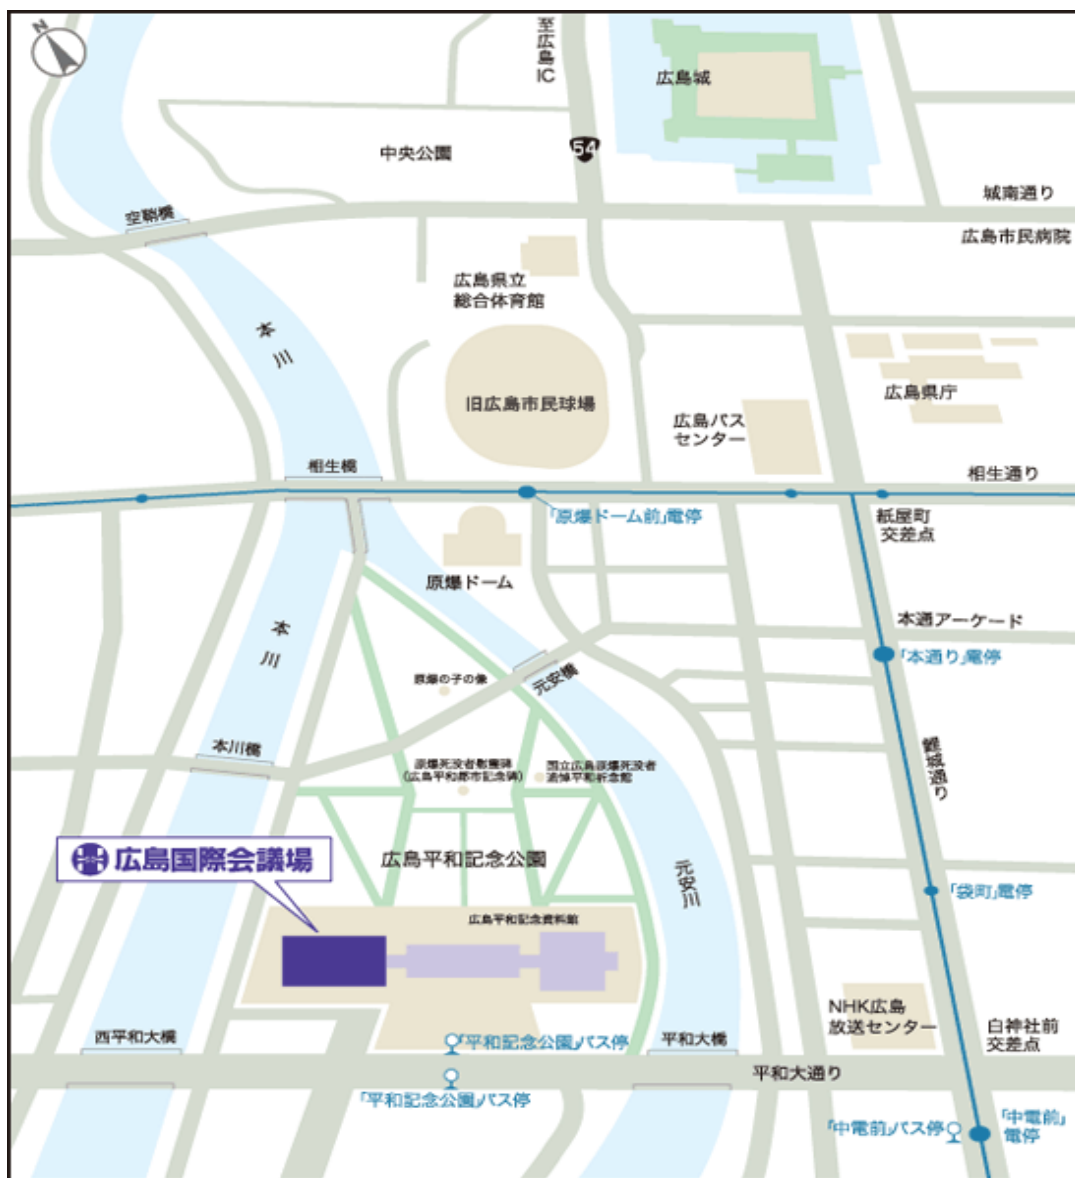 N
至広島IC
広島城
54
中央公園
城南通り
空鞘橋
広島市民病院
広島県立
総合体育館
本川
旧広島市民球場
広島県庁
広島バス
センター
相生橋
相生通り
「原爆ドーム前」電停
紙屋町
交差点
原爆ドーム
本通アーケード
本川
「本通り」電停
原爆の子の像
元安橋
本川橋
原爆死没者慰霊碑
(広島平和都市記念碑)
国立広島原爆死没者
追悼平和祈念館
鯉城通り
広島国際会議場
広島平和記念公園
元安川
「袋町」電停
広島平和記念資料館
NHK広島
放送センター
白神社前
交差点
西平和大橋
「平和記念公園」バス停
平和大橋
平和大通り
「平和記念公園」バス停
「中電前」バス停
「中電前」
電停